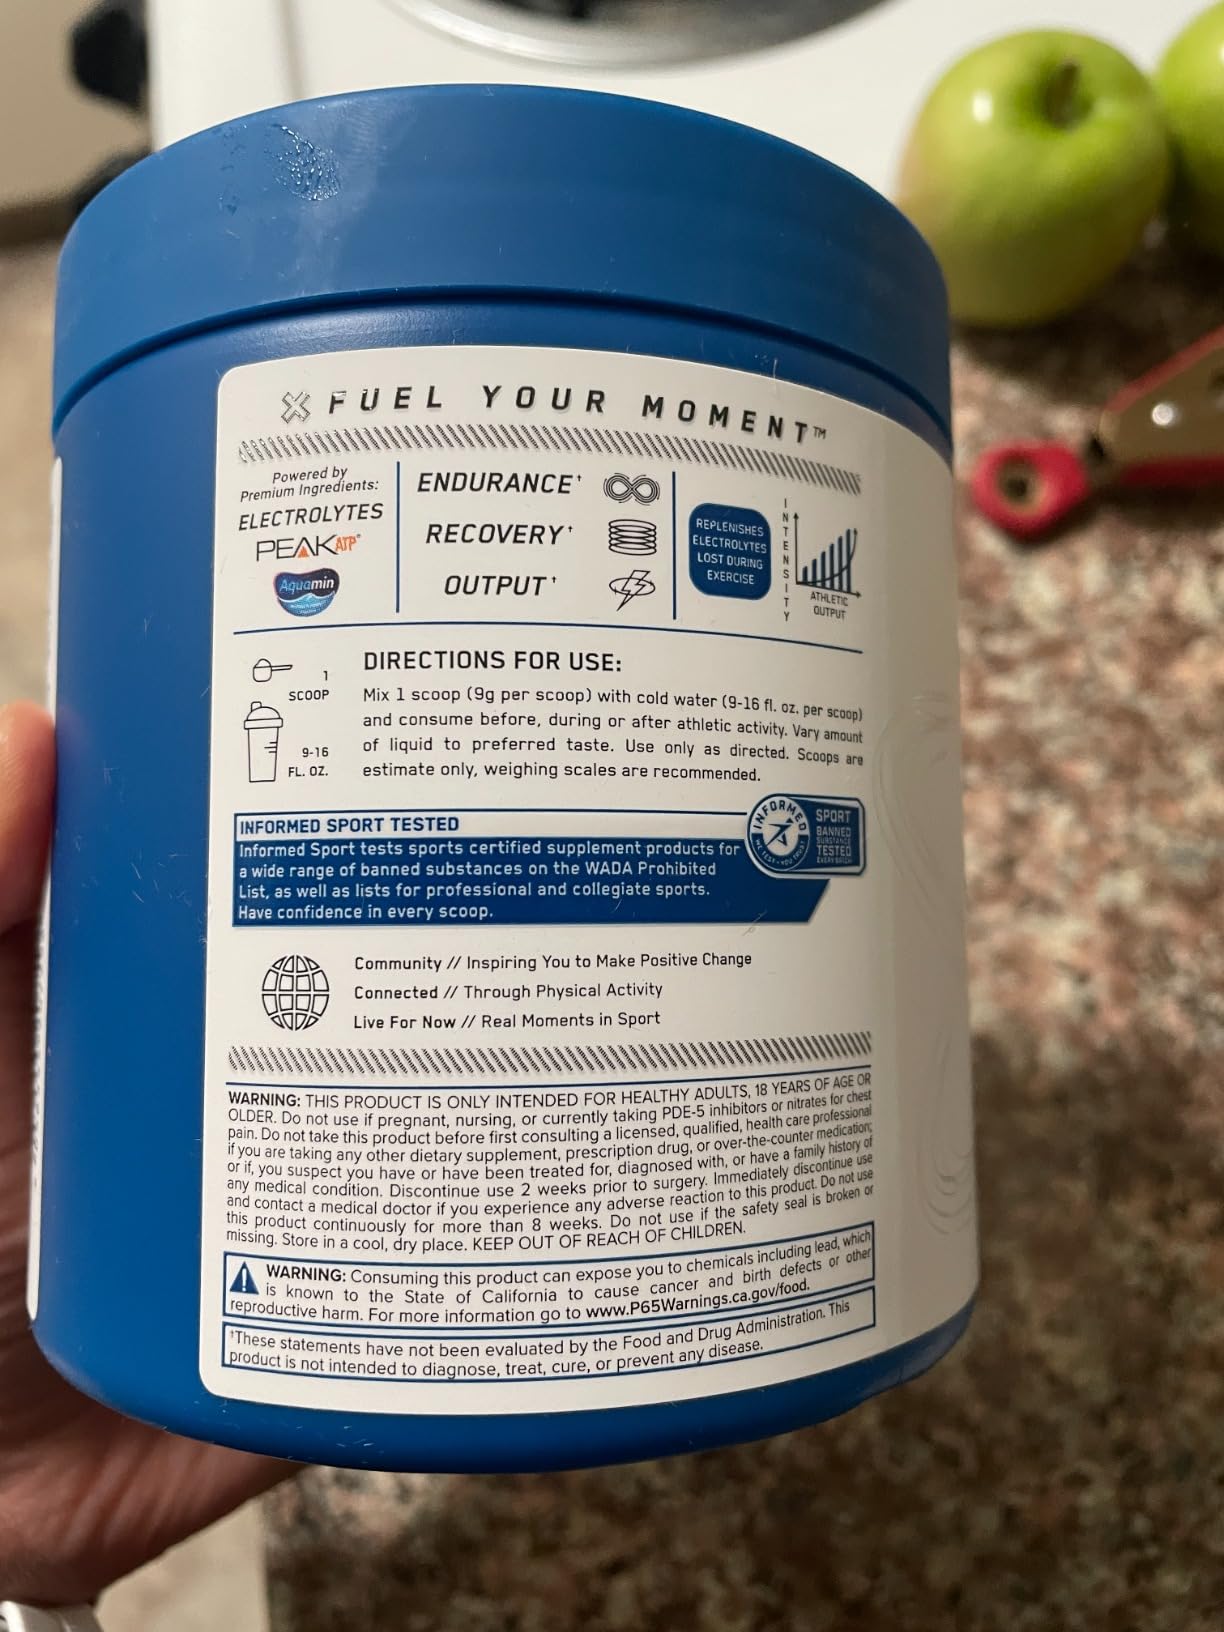 FUEL YOUR MOMENT™
Powered by
Premium Ingredients:
ELECTROLYTES
PEAKATP®
Aquamin
ENDURANCE†
RECOVERY†
OUTPUT†
REPLENISHES
ELECTROLYTES
LOST DURING
EXERCISE
INTENSITY
ATHLETIC
OUTPUT
1
SCOOP
9-16
FL. OZ.
DIRECTIONS FOR USE:
Mix 1 scoop (9g per scoop) with cold water (9-16 fl. oz. per scoop)
and consume before, during or after athletic activity. Vary amount
of liquid to preferred taste. Use only as directed. Scoops are
estimate only, weighing scales are recommended.
INFORMED SPORT TESTED
Informed Sport tests sports certified supplement products for
a wide range of banned substances on the WADA Prohibited
List, as well as lists for professional and collegiate sports.
Have confidence in every scoop.
INFORMED
WE TEST • YOU TRUST
SPORT
BANNED
SUBSTANCE
TESTED
EVERY BATCH
Community // Inspiring You to Make Positive Change
Connected // Through Physical Activity
Live For Now // Real Moments in Sport
WARNING: THIS PRODUCT IS ONLY INTENDED FOR HEALTHY ADULTS, 18 YEARS OF AGE OR
OLDER. Do not use if pregnant, nursing, or currently taking PDE-5 inhibitors or nitrates for chest
pain. Do not take this product before first consulting a licensed, qualified, health care professional
if you are taking any other dietary supplement, prescription drug, or over-the-counter medication;
or if, you suspect you have or have been treated for, diagnosed with, or have a family history of
any medical condition. Discontinue use 2 weeks prior to surgery. Immediately discontinue use
and contact a medical doctor if you experience any adverse reaction to this product. Do not use
this product continuously for more than 8 weeks. Do not use if the safety seal is broken or
missing. Store in a cool, dry place. KEEP OUT OF REACH OF CHILDREN.
WARNING: Consuming this product can expose you to chemicals including lead, which
is known to the State of California to cause cancer and birth defects or other
reproductive harm. For more information go to www.P65Warnings.ca.gov/food.
†These statements have not been evaluated by the Food and Drug Administration. This
product is not intended to diagnose, treat, cure, or prevent any disease.